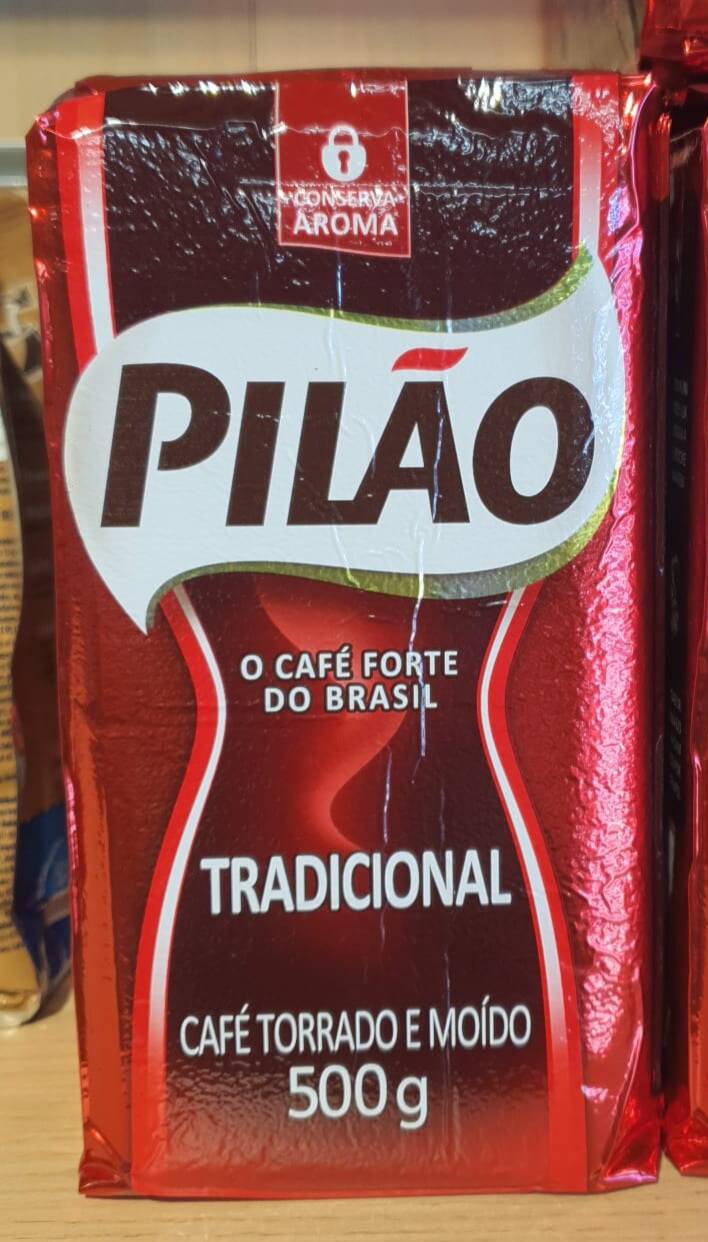 CONSERVA
AROMA
PILÃO
O CAFÉ FORTE
DO BRASIL
TRADICIONAL
CAFÉ TORRADO E MOÍDO
500g